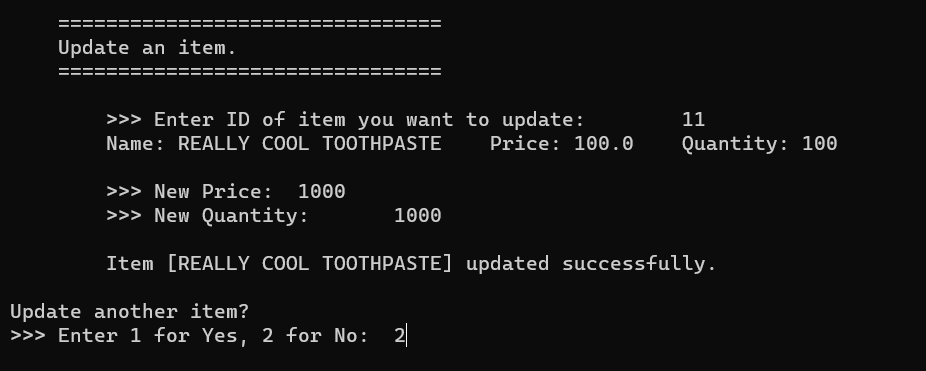 ================================
Update an item.
================================
>>> Enter ID of item you want to update: 11
Name: REALLY COOL TOOTHPASTE Price: 100.0 Quantity: 100
>>> New Price: 1000
>>> New Quantity: 1000
Item [REALLY COOL TOOTHPASTE] updated successfully.
Update another item?
>>> Enter 1 for Yes, 2 for No: 2